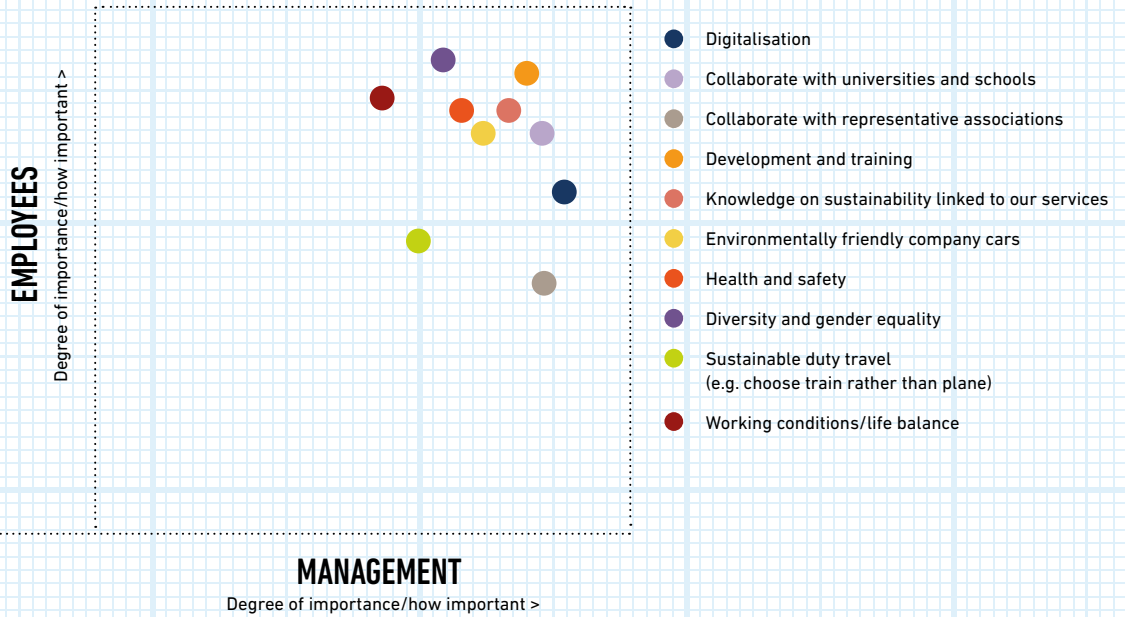 EMPLOYEES
Degree of importance/how important >
Digitalisation
Collaborate with universities and schools
Collaborate with representative associations
Development and training
Knowledge on sustainability linked to our services
Environmentally friendly company cars
Health and safety
Diversity and gender equality
Sustainable duty travel
(e.g. choose train rather than plane)
Working conditions/life balance
MANAGEMENT
Degree of importance/how important >